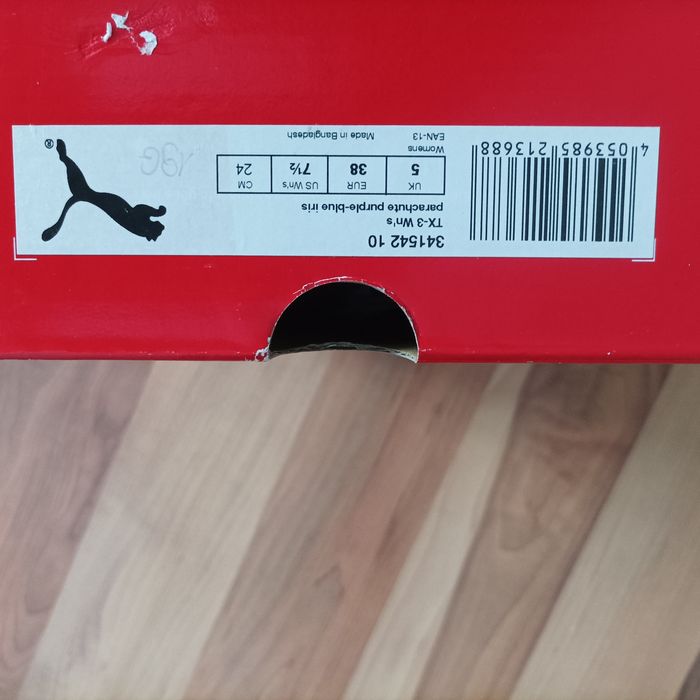 341542 10
TX-3 Wn's
parachute purple-blue iris
UK EUR US Wn's CM
5 38 7½ 24
Womens Made in Bangladesh
EAN-13
4 053985 213688
®